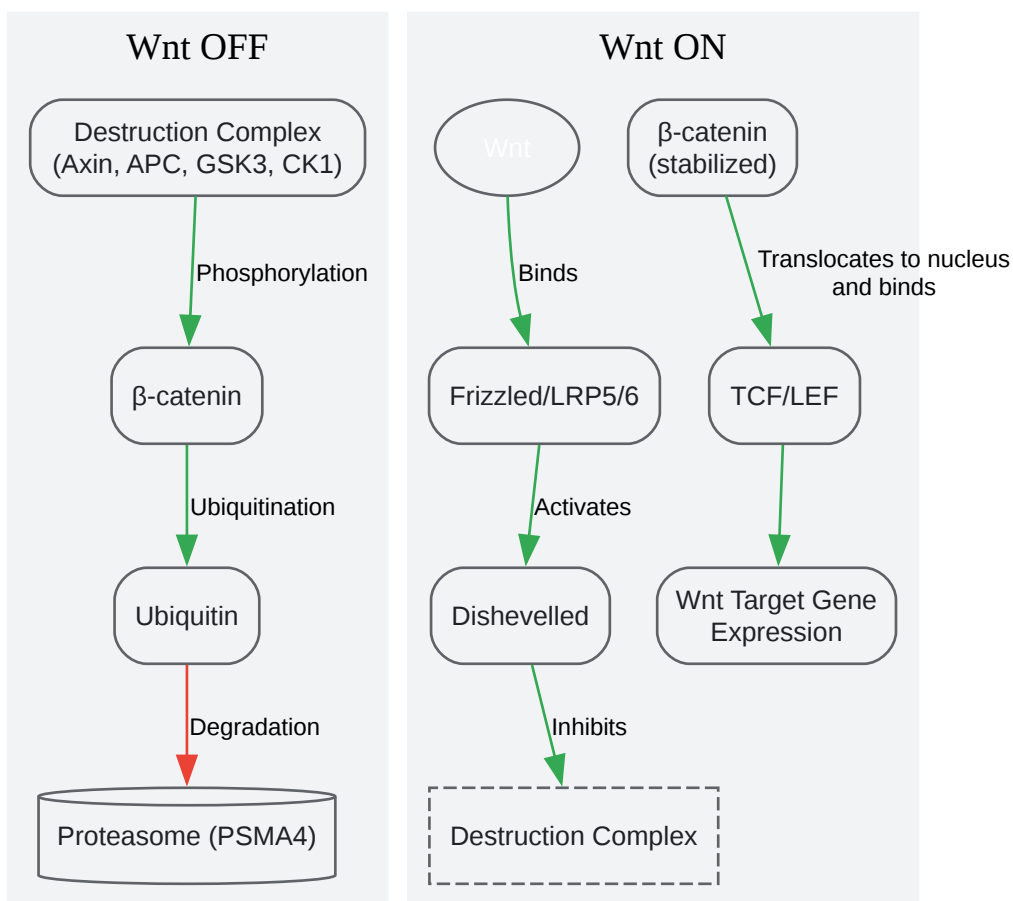 Wnt OFF
Destruction Complex
(Axin, APC, GSK3, CK1)
Phosphorylation
β-catenin
Ubiquitination
Ubiquitin
Degradation
Proteasome (PSMA4)
Wnt ON
Wnt
Binds
Frizzled/LRP5/6
Activates
Dishevelled
Inhibits
Destruction Complex
β-catenin
(stabilized)
Translocates to nucleus
and binds
TCF/LEF
Wnt Target Gene
Expression